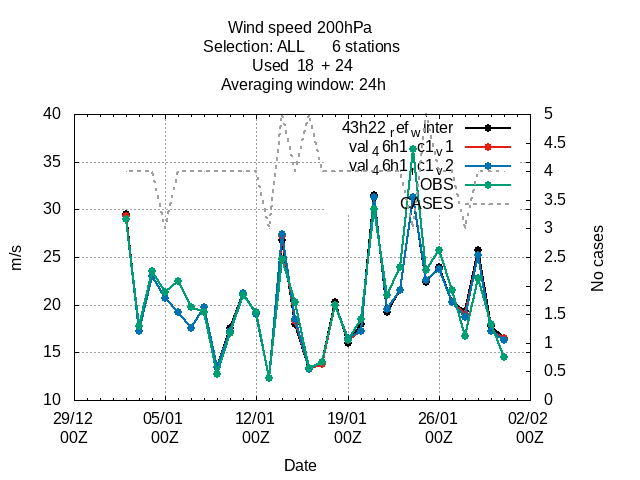 Wind speed 200hPa
Selection: ALL 6 stations
Used 18 + 24
Averaging window: 24h
43h22_ref_winter
val_46h1_c1_v1
val_46h1_c1_v2
OBS
CASES
40
35
30
25
20
15
10
m/s
5
4.5
4
3.5
3
2.5
2
1.5
1
0.5
0
No cases
29/12 05/01 12/01 19/01 26/01 02/02
00Z 00Z 00Z 00Z 00Z 00Z
Date